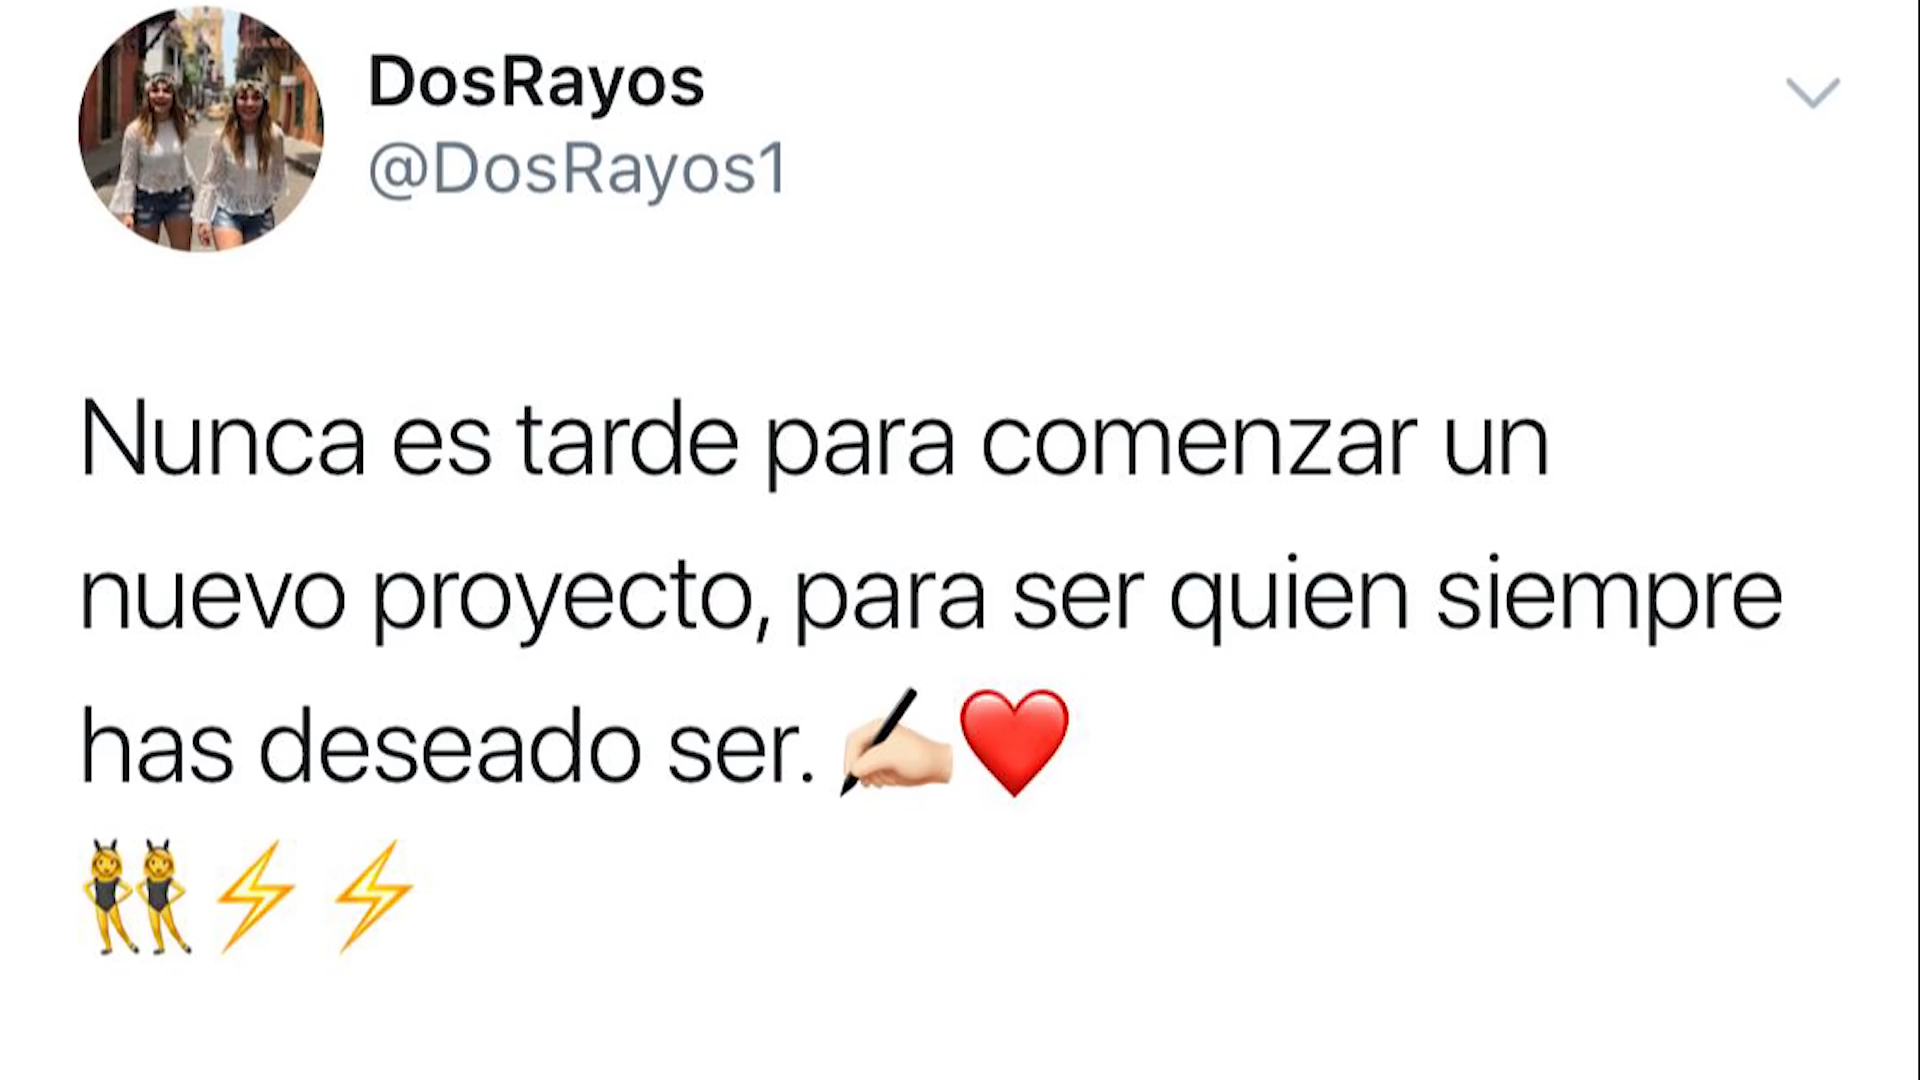 DosRayos
@DosRayos1
Nunca es tarde para comenzar un
nuevo proyecto, para ser quien siempre
has deseado ser. ✍🏻❤️
👯⚡⚡